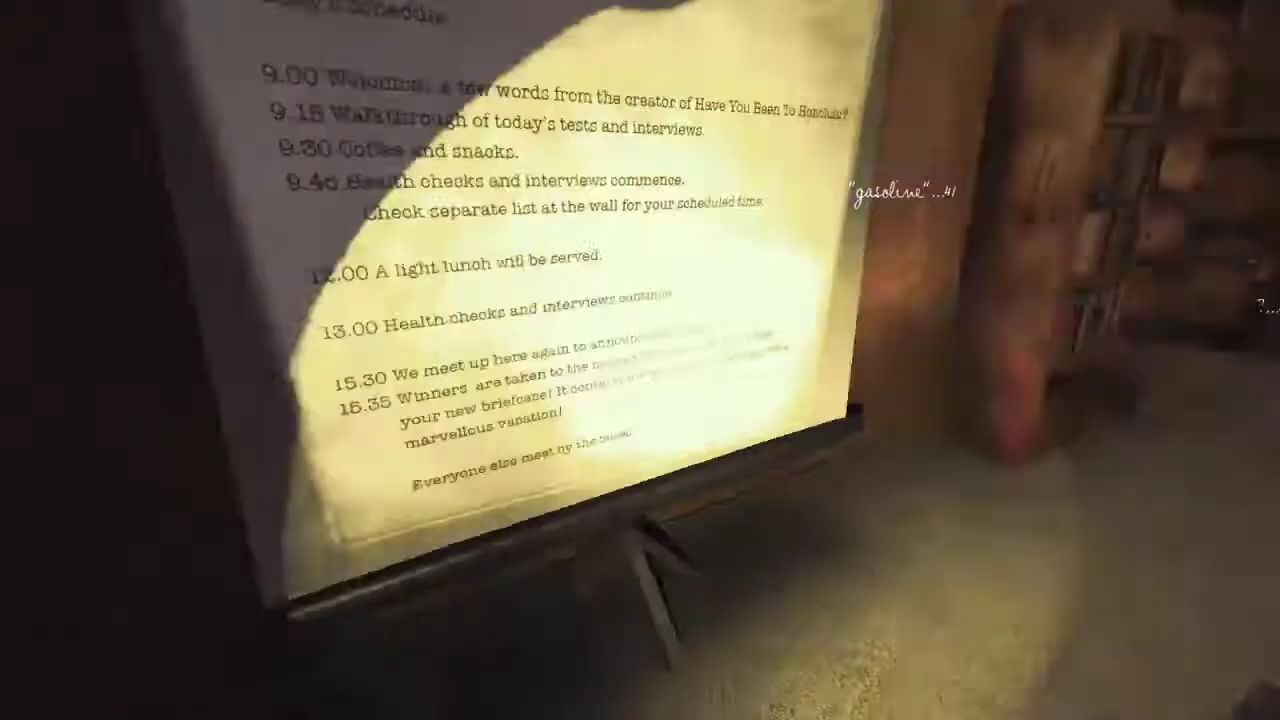 Schedule
9.00 Welcome: a few words from the creator of Have You Been To Honolulu?
9.15 Walkthrough of today's tests and interviews.
9.30 Coffee and snacks.
9.40 Health checks and interviews commence.
Check separate list at the wall for your scheduled time.
12.00 A light lunch will be served.
13.00 Health checks and interviews continue
15.30 We meet up here again to
15.35 Winners are taken to the
your new briefcase! It
marvellous vanation!
Everyone else meet by the
"gasoline"...41
?...